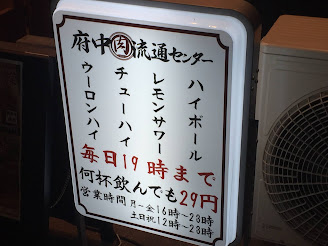 府中肉流通センター
ハイボール
レモンサワー
チューハイ
ウーロンハイ
毎日19時まで
何杯飲んでも29円
営業時間 月~金16時~23時
土日祝12時~23時